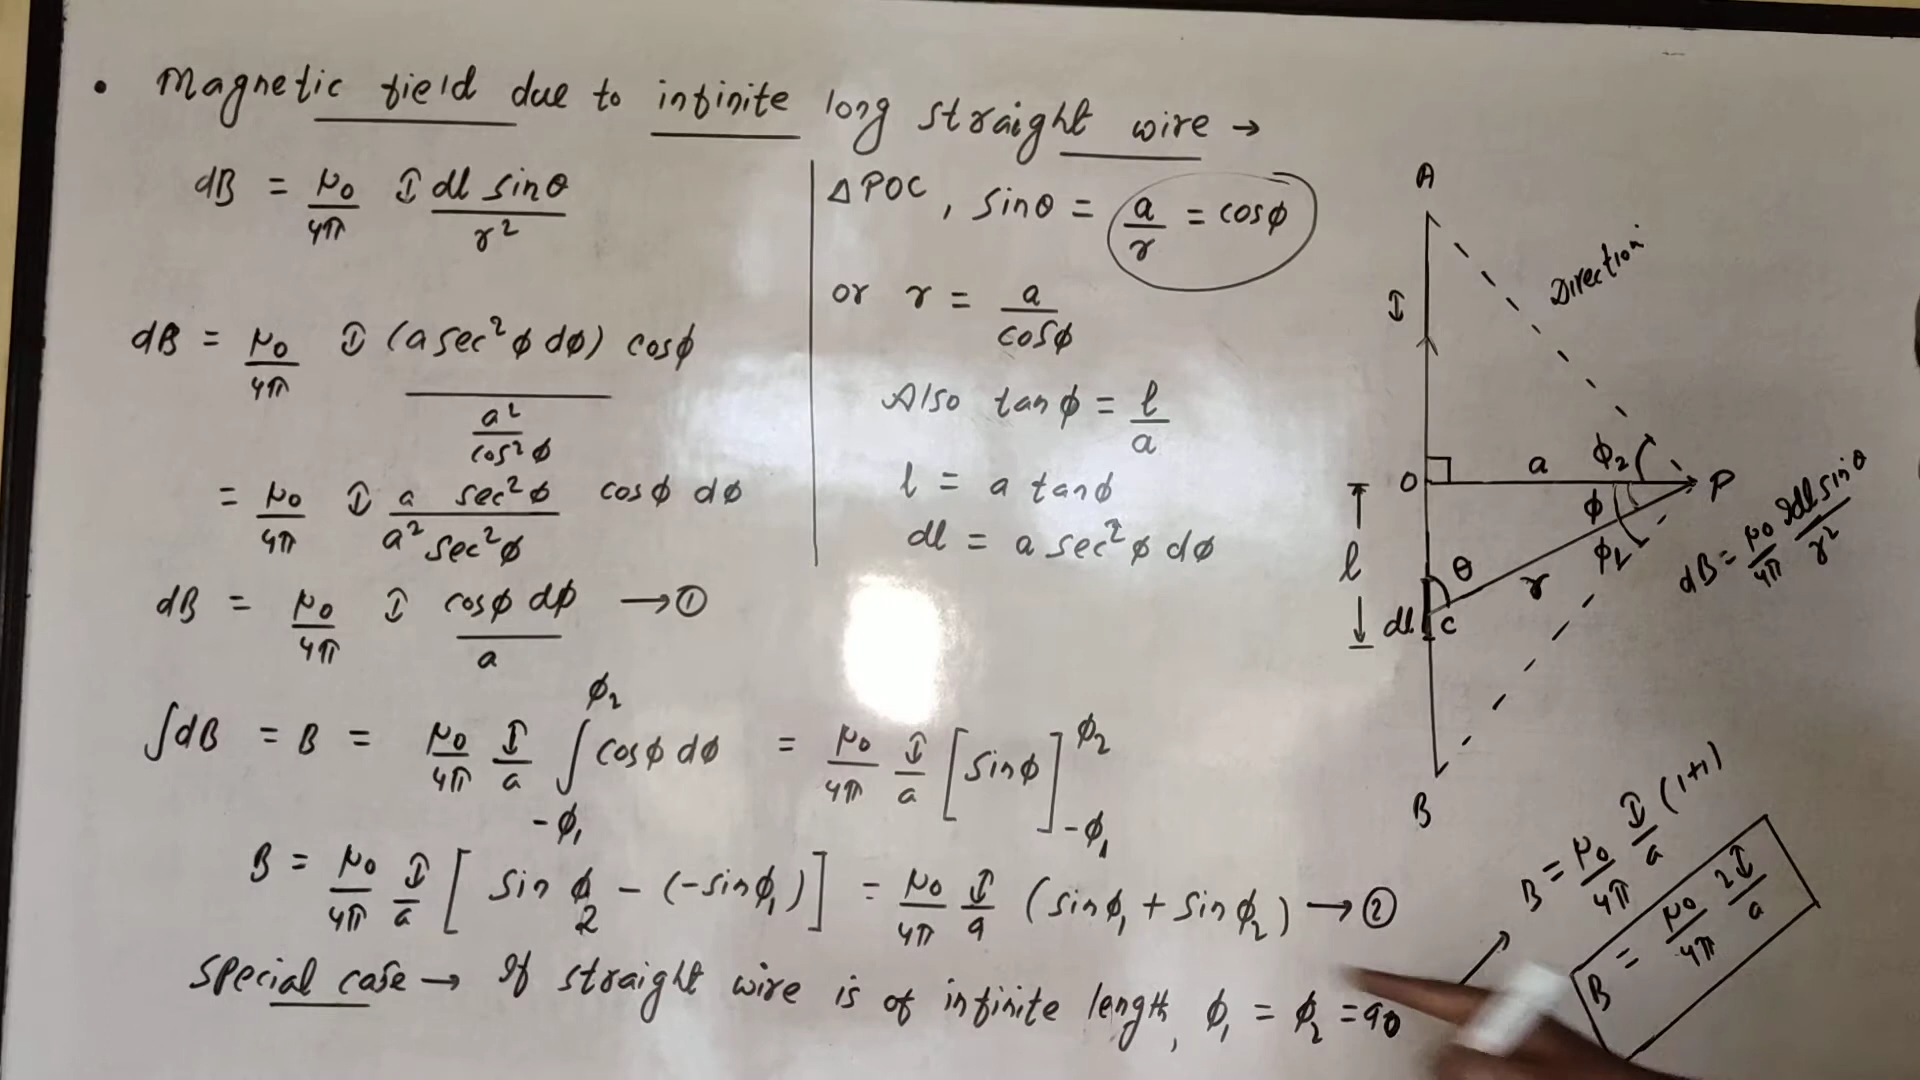 • Magnetic field due to infinite long straight wire →
dB = μ0/4π I dl sinθ/r²
dB = μ0/4π I (a sec²φ dφ) cosφ / (a²/cos²φ)
= μ0/4π I a sec²φ/a² sec²φ cosφ dφ
dB = μ0/4π I cosφ dφ/a → ①
∫dB = B = μ0/4π I/a ∫ -φ1 φ2 cosφ dφ = μ0/4π I/a [sinφ] -φ1 φ2
B = μ0/4π I/a [sin φ2 - (-sinφ1)] = μ0/4π I/a (sinφ1 + sinφ2) → ②
Special case → If straight wire is of infinite length, φ1 = φ2 = 90
ΔPOC, sinθ = a/r = cosφ
or r = a/cosφ
Also tanφ = l/a
l = a tanφ
dl = a sec²φ dφ
A
I
Direction
O
a
φ2
P
φ
φ2
l
θ
r
dl
C
B
dB = μ0/4π Idl sinθ/r²
B = μ0/4π I/a (1+1)
B = μ0/4π 2I/a